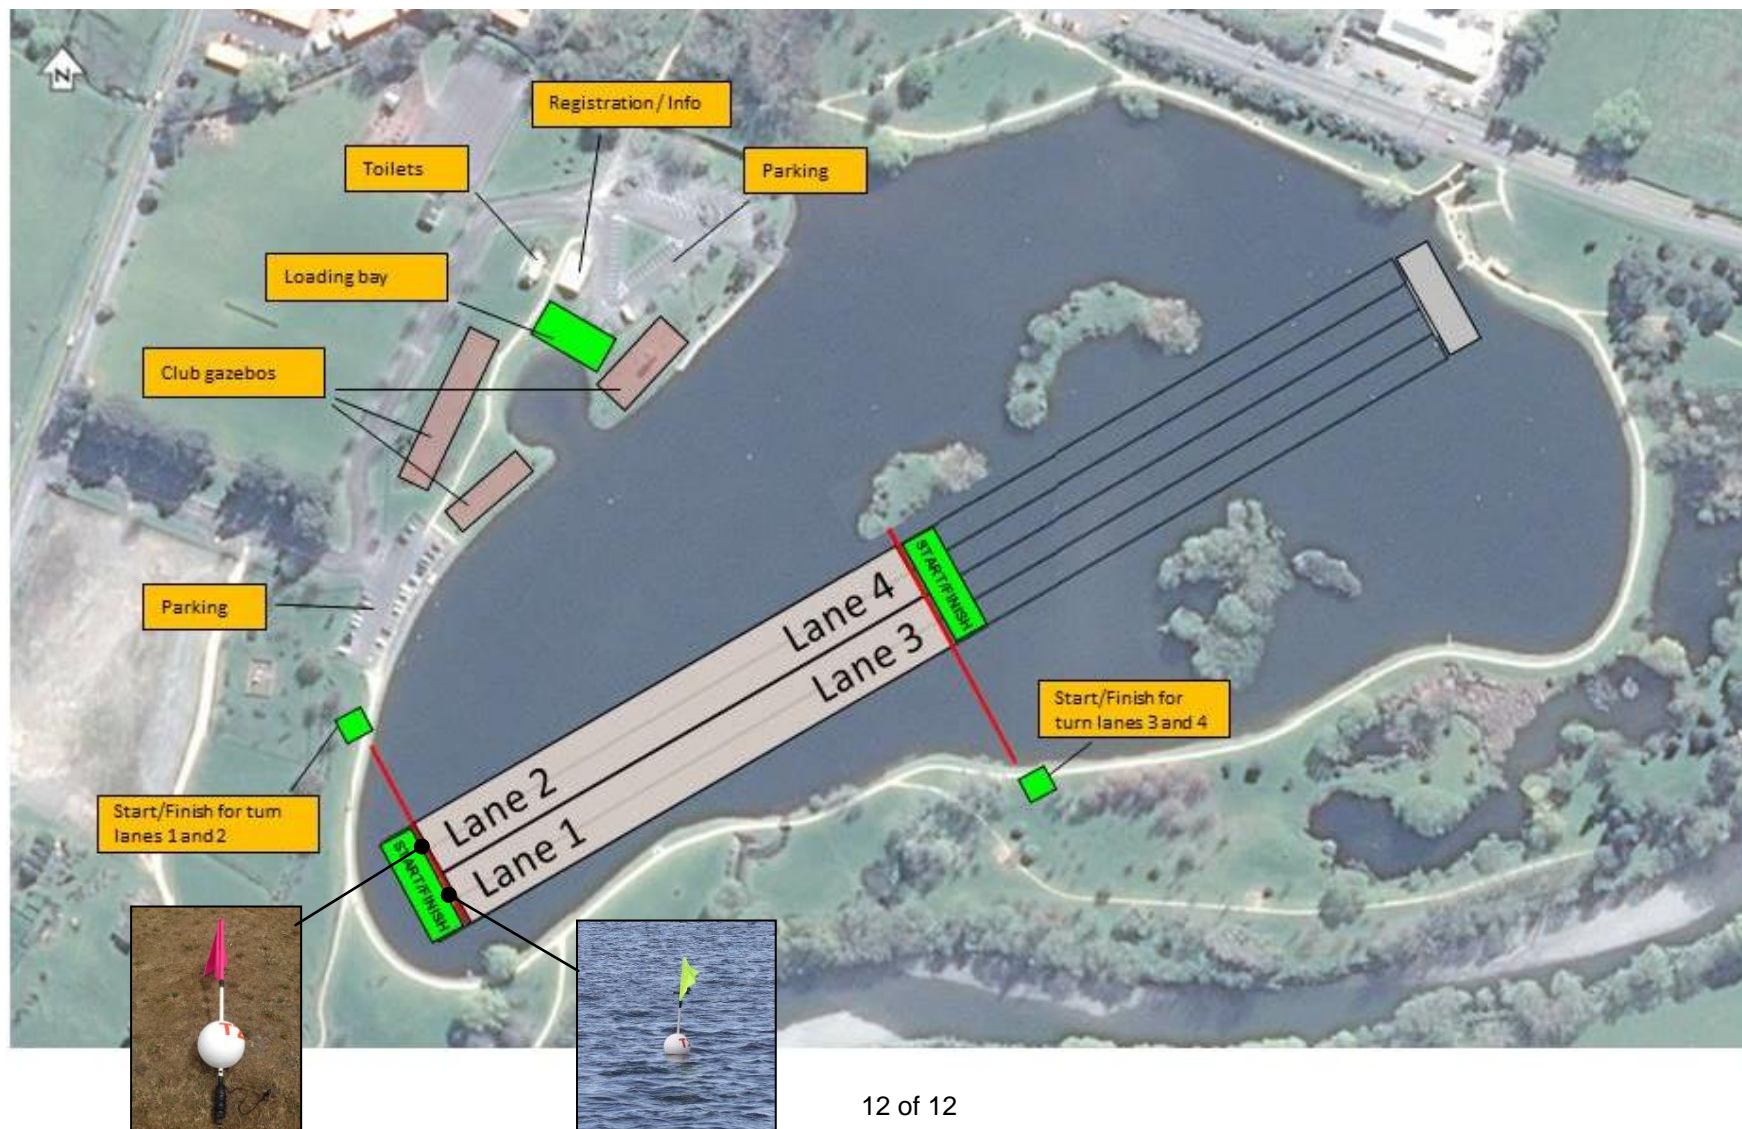 N
Registration / Info
Toilets
Parking
Loading bay
Club gazebos
START/FINISH
Lane 4
Lane 3
Parking
Start/Finish for
turn lanes 3 and 4
Lane 2
Lane 1
Start/Finish for turn
lanes 1 and 2
START/FINISH
T
T
12 of 12